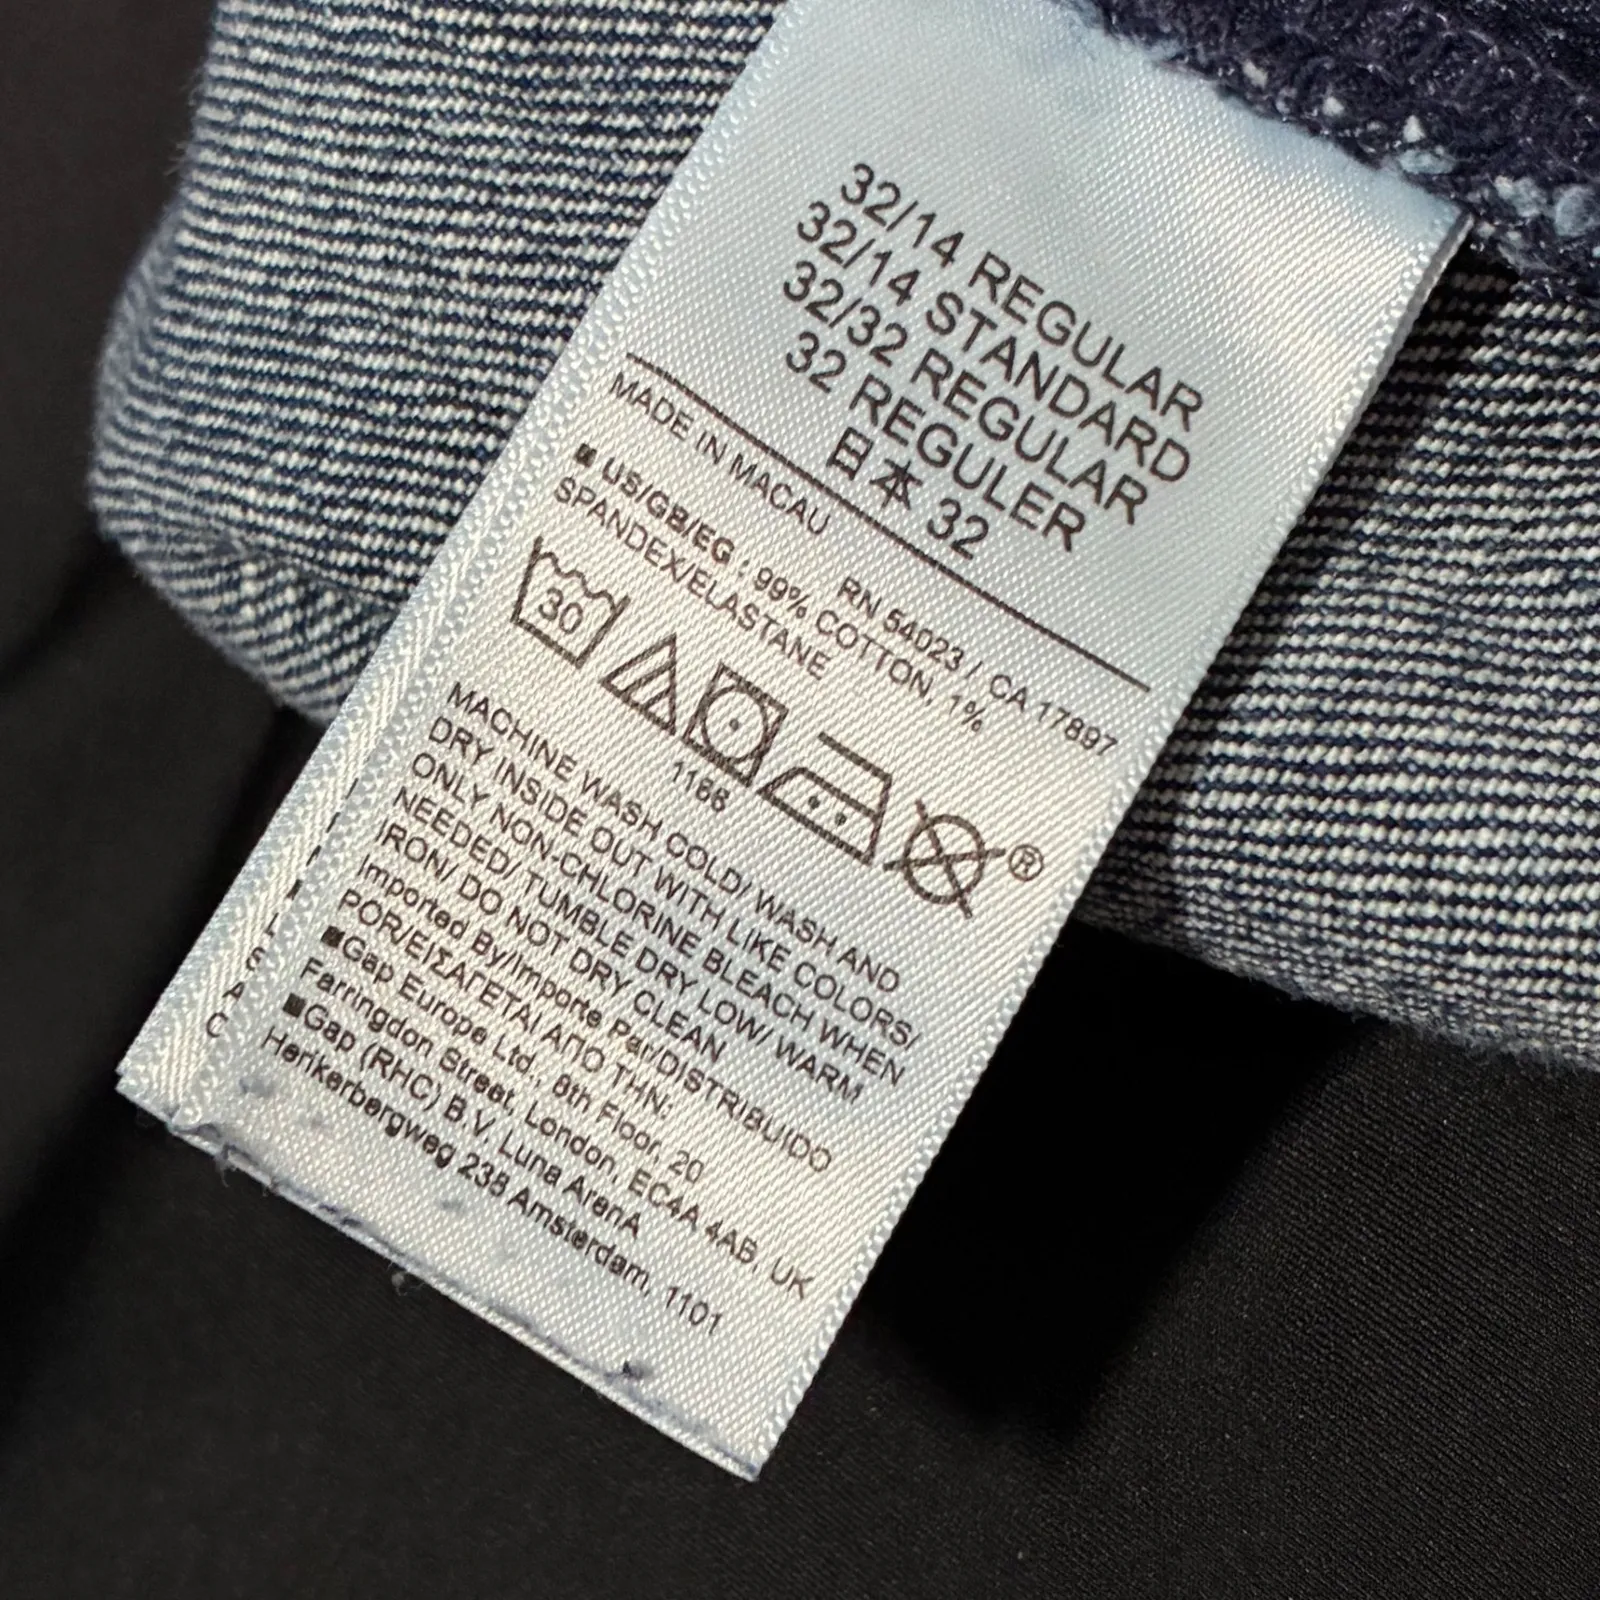 32/14 REGULAR
32/14 STANDARD
32/32 REGULAR
32 REGULER
日本 32
MADE IN MACAU
RN 54023 / CA 17897
■ US/GB/EG : 99% COTTON, 1%
SPANDEX/ELASTANE
30
®
1166
MACHINE WASH COLD/ WASH AND
DRY INSIDE OUT WITH LIKE COLORS/
ONLY NON-CHLORINE BLEACH WHEN
NEEDED/ TUMBLE DRY LOW/ WARM
IRON/ DO NOT DRY CLEAN
Imported By/Importe Par/DISTRIBUIDO
POR/ΕΙΣΑΓΕΤΑΙ ΑΠΟ ΤΗΝ:
■Gap Europe Ltd., 8th Floor, 20
Farringdon Street, London, EC4A 4AB, UK
■Gap (RHC) B.V. Luna ArenA
Herikerbergweg 238 Amsterdam, 1101